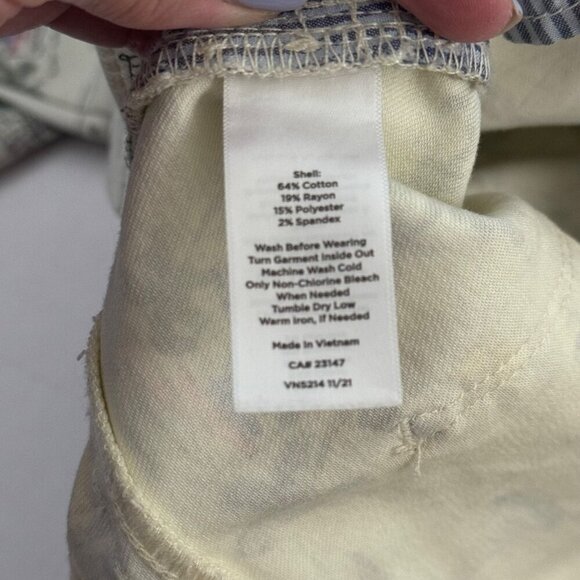 Shell:
64% Cotton
19% Rayon
15% Polyester
2% Spandex
Wash Before Wearing
Turn Garment Inside Out
Machine Wash Cold
Only Non-Chlorine Bleach
When Needed
Tumble Dry Low
Warm Iron, If Needed
Made In Vietnam
CA# 23147
VN5214 11/21